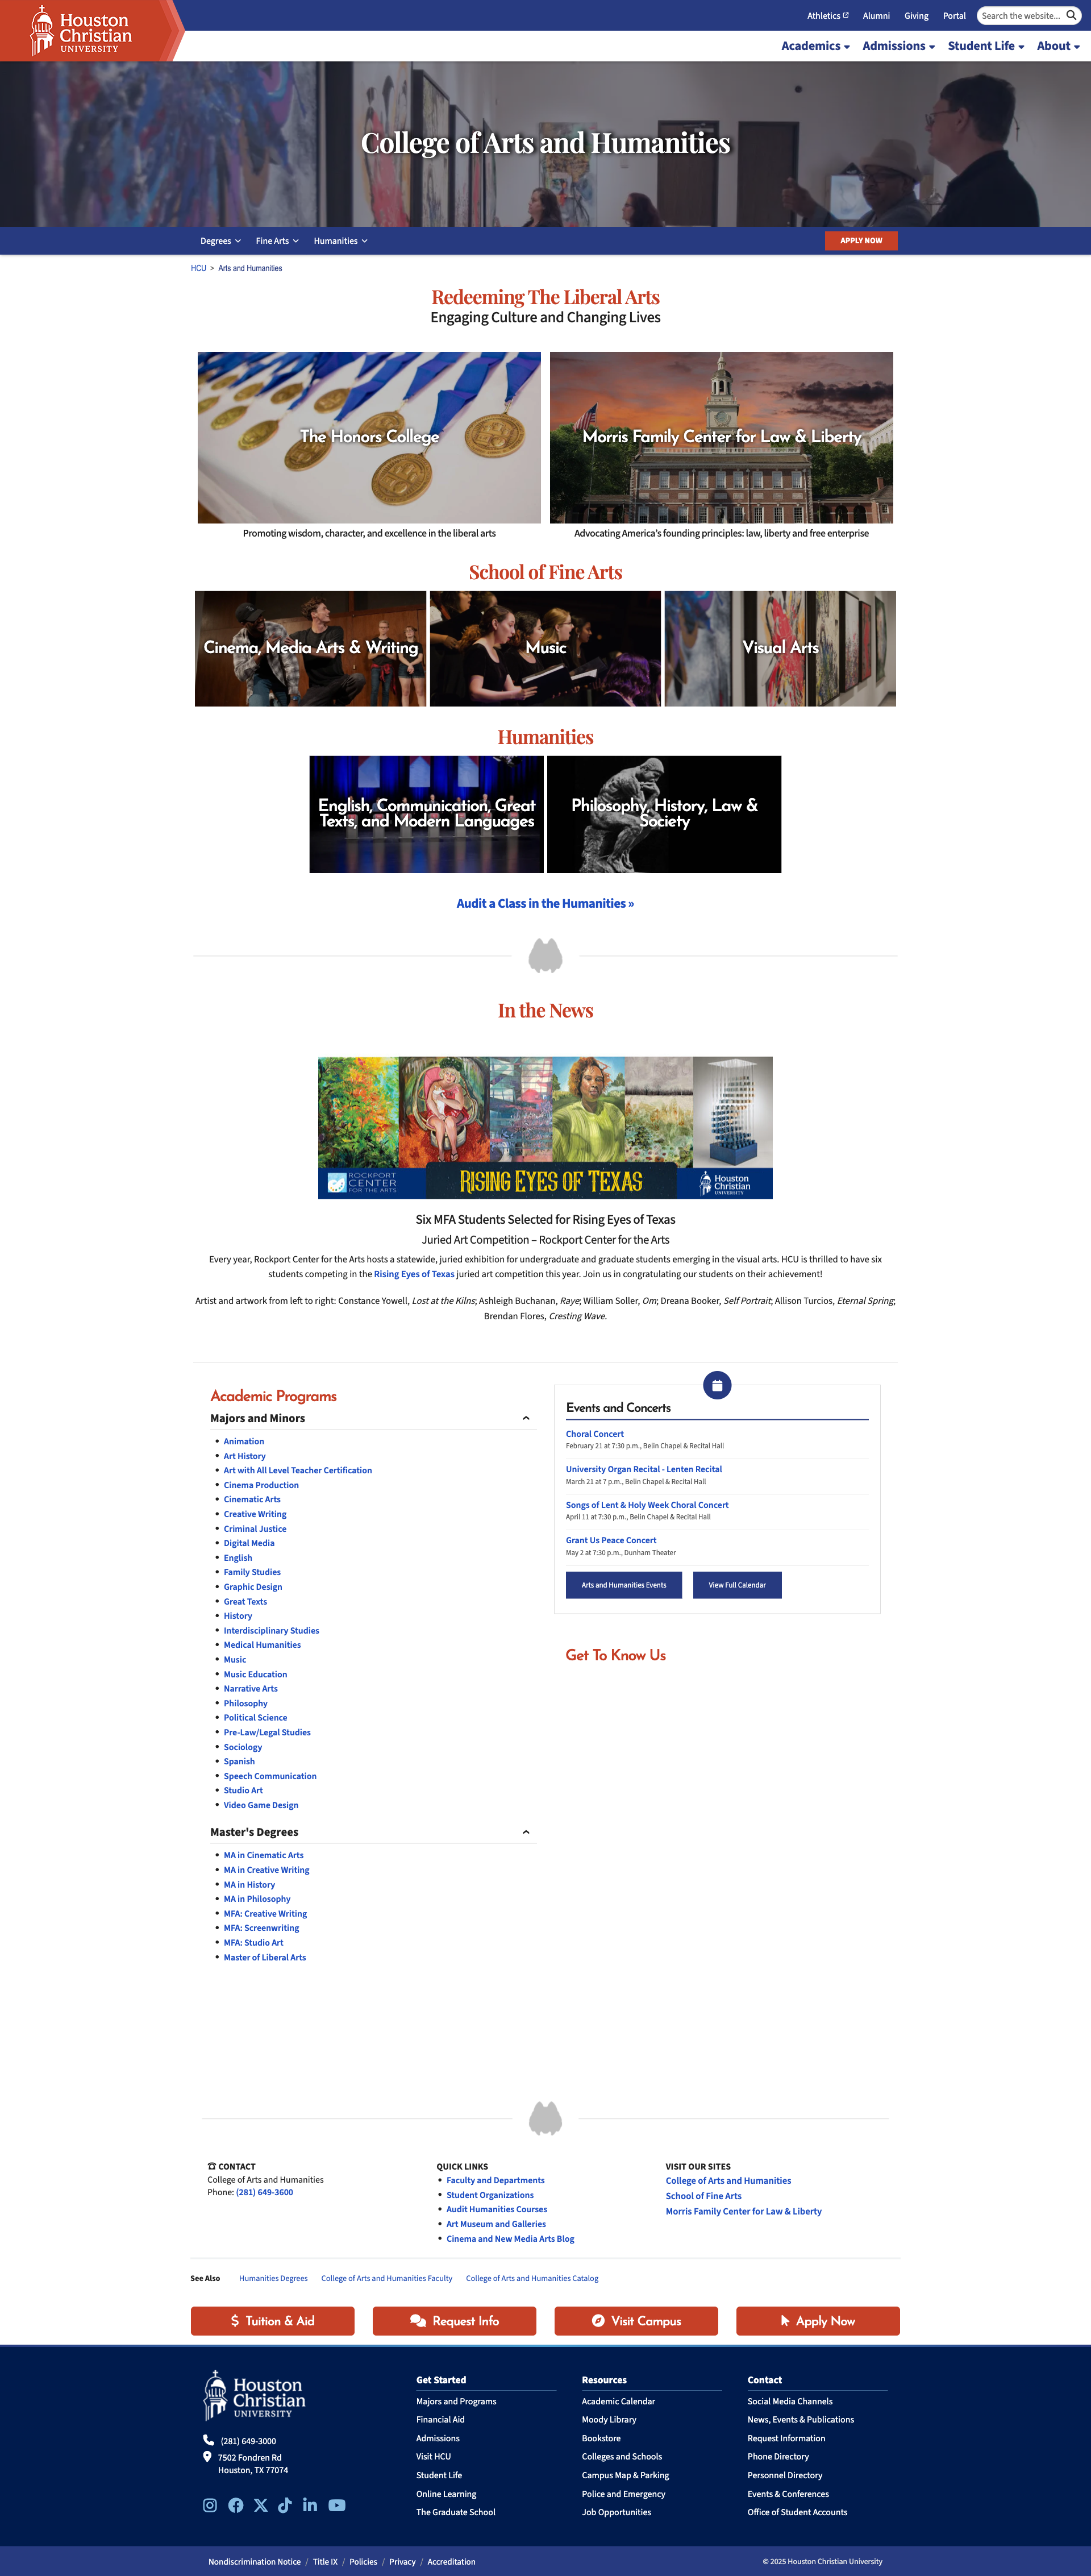 Houston
Christian
UNIVERSITY
Athletics
Alumni
Giving
Portal
Search the website...
Academics
Admissions
Student Life
About
College of Arts and Humanities
Degrees
Fine Arts
Humanities
APPLY NOW
HCU > Arts and Humanities
Redeeming The Liberal Arts
Engaging Culture and Changing Lives
The Honors College
Morris Family Center for Law & Liberty
Promoting wisdom, character, and excellence in the liberal arts
Advocating America's founding principles: law, liberty and free enterprise
School of Fine Arts
Cinema, Media Arts & Writing
Music
Visual Arts
Humanities
English, Communication, Great
Texts, and Modern Languages
Philosophy, History, Law &
Society
Audit a Class in the Humanities »
In the News
ROCKPORT
CENTER
FOR THE ARTS
RISING EYES OF TEXAS
Houston
Christian
UNIVERSITY
Six MFA Students Selected for Rising Eyes of Texas
Juried Art Competition – Rockport Center for the Arts
Every year, Rockport Center for the Arts hosts a statewide, juried exhibition for undergraduate and graduate students emerging in the visual arts. HCU is thrilled to have six
students competing in the Rising Eyes of Texas juried art competition this year. Join us in congratulating our students on their achievement!
Artist and artwork from left to right: Constance Yowell, Lost at the Kilns; Ashleigh Buchanan, Raye; William Soller, Om; Dreana Booker, Self Portrait; Allison Turcios, Eternal Spring;
Brendan Flores, Cresting Wave.
Academic Programs
Majors and Minors
Animation
Art History
Art with All Level Teacher Certification
Cinema Production
Cinematic Arts
Creative Writing
Criminal Justice
Digital Media
English
Family Studies
Graphic Design
Great Texts
History
Interdisciplinary Studies
Medical Humanities
Music
Music Education
Narrative Arts
Philosophy
Political Science
Pre-Law/Legal Studies
Sociology
Spanish
Speech Communication
Studio Art
Video Game Design
Master's Degrees
MA in Cinematic Arts
MA in Creative Writing
MA in History
MA in Philosophy
MFA: Creative Writing
MFA: Screenwriting
MFA: Studio Art
Master of Liberal Arts
Events and Concerts
Choral Concert
February 21 at 7:30 p.m., Belin Chapel & Recital Hall
University Organ Recital - Lenten Recital
March 21 at 7 p.m., Belin Chapel & Recital Hall
Songs of Lent & Holy Week Choral Concert
April 11 at 7:30 p.m., Belin Chapel & Recital Hall
Grant Us Peace Concert
May 2 at 7:30 p.m., Dunham Theater
Arts and Humanities Events
View Full Calendar
Get To Know Us
CONTACT
College of Arts and Humanities
Phone: (281) 649-3600
QUICK LINKS
Faculty and Departments
Student Organizations
Audit Humanities Courses
Art Museum and Galleries
Cinema and New Media Arts Blog
VISIT OUR SITES
College of Arts and Humanities
School of Fine Arts
Morris Family Center for Law & Liberty
See Also
Humanities Degrees
College of Arts and Humanities Faculty
College of Arts and Humanities Catalog
Tuition & Aid
Request Info
Visit Campus
Apply Now
Houston
Christian
UNIVERSITY
(281) 649-3000
7502 Fondren Rd
Houston, TX 77074
Get Started
Majors and Programs
Financial Aid
Admissions
Visit HCU
Student Life
Online Learning
The Graduate School
Resources
Academic Calendar
Moody Library
Bookstore
Colleges and Schools
Campus Map & Parking
Police and Emergency
Job Opportunities
Contact
Social Media Channels
News, Events & Publications
Request Information
Phone Directory
Personnel Directory
Events & Conferences
Office of Student Accounts
Nondiscrimination Notice / Title IX / Policies / Privacy / Accreditation
© 2025 Houston Christian University